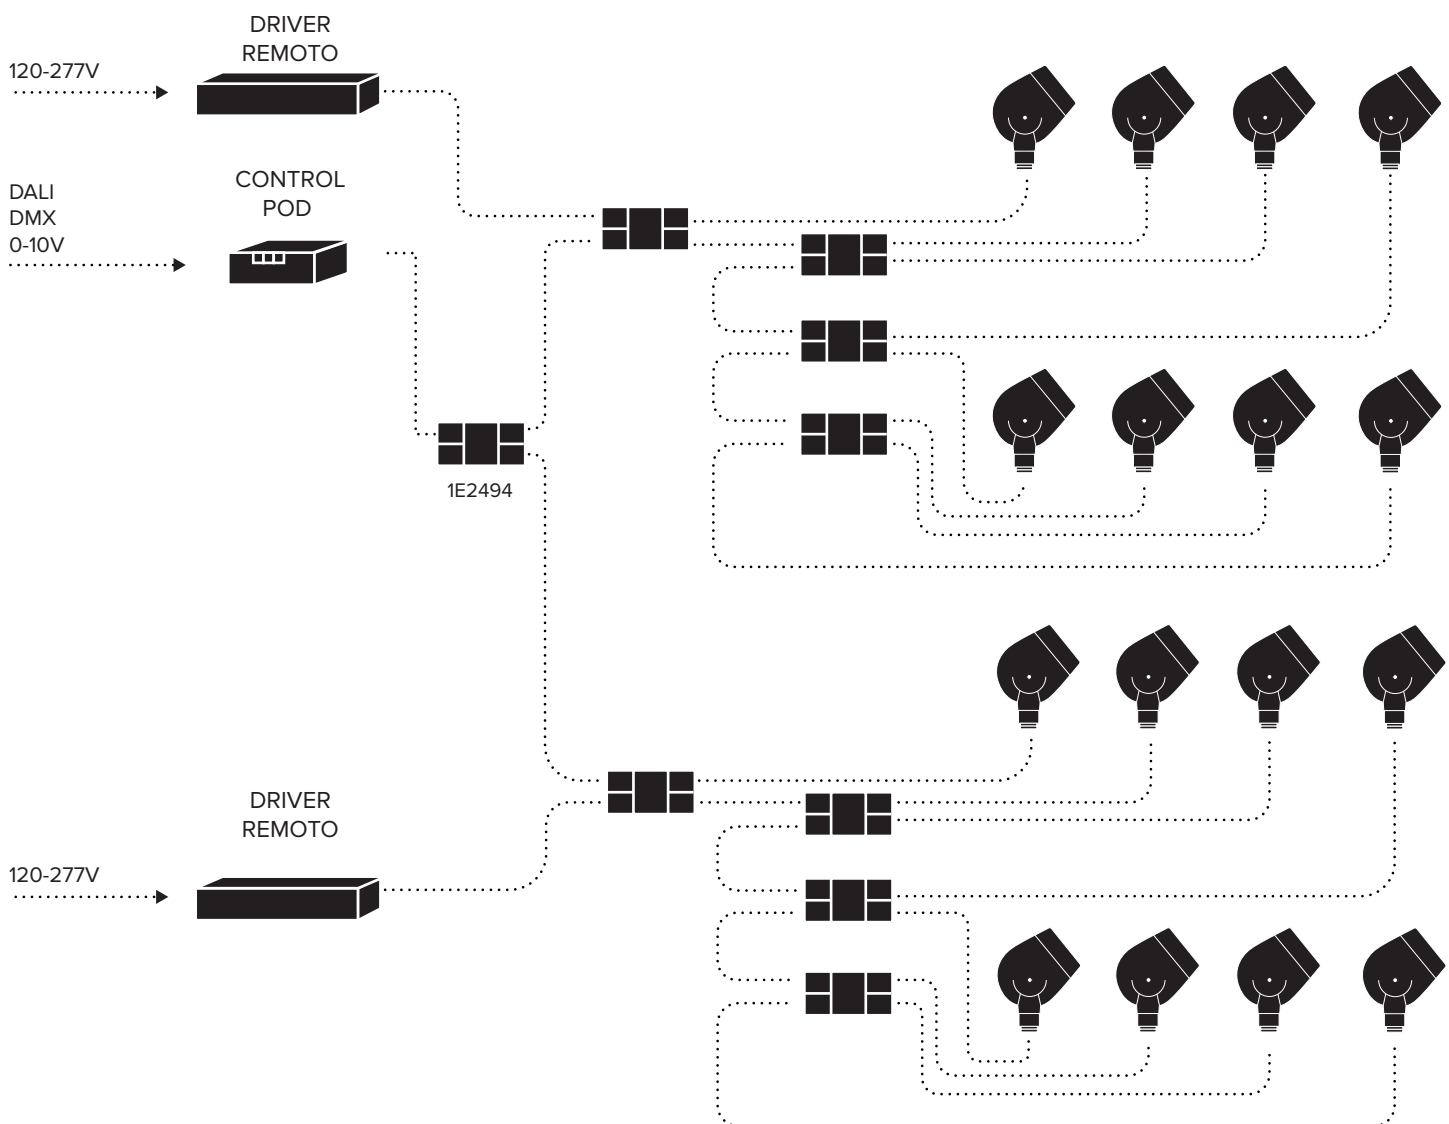 DRIVER
REMOTO
120-277V
CONTROL
POD
DALI
DMX
0-10V
1E2494
DRIVER
REMOTO
120-277V